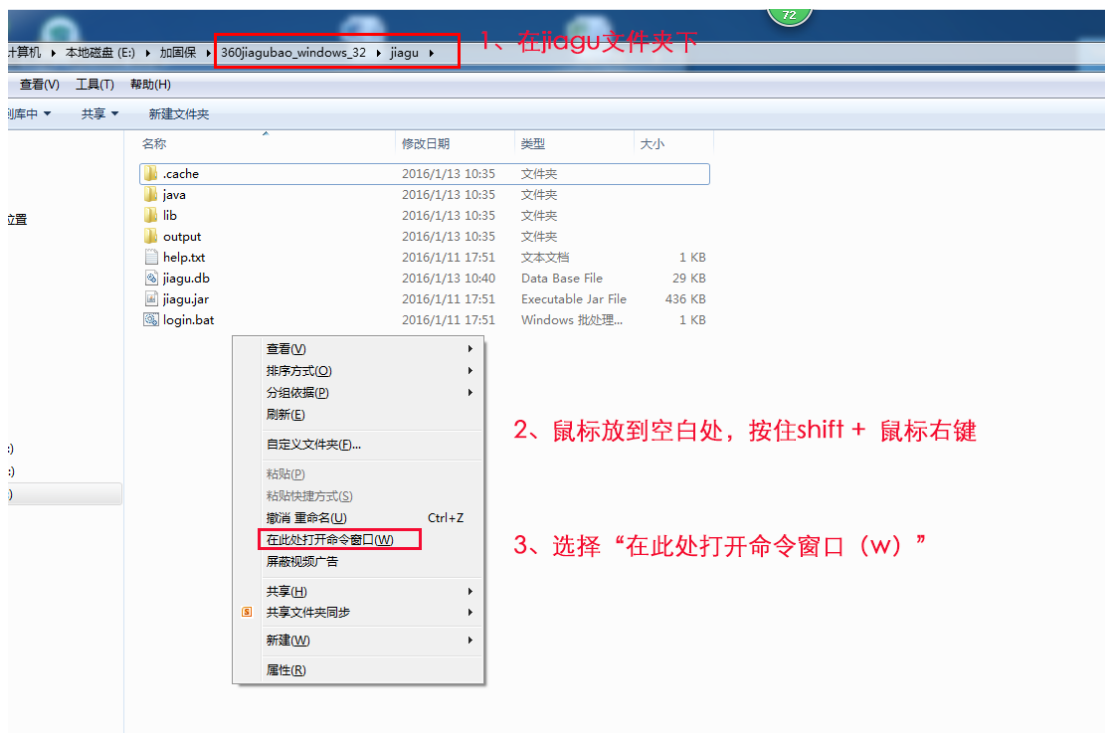 72
1、在jiagu文件夹下
计算机 本地磁盘 (E:) 加固保 360jiagubao_windows_32 jiagu
查看(V) 工具(T) 帮助(H)
到库中 共享 新建文件夹
名称 修改日期 类型 大小
.cache 2016/1/13 10:35 文件夹
java 2016/1/13 10:35 文件夹
位置
lib 2016/1/13 10:35 文件夹
output 2016/1/13 10:35 文件夹
help.txt 2016/1/11 17:51 文本文档 1 KB
jiagu.db 2016/1/13 10:40 Data Base File 29 KB
jiagu.jar 2016/1/11 17:51 Executable Jar File 436 KB
login.bat 2016/1/11 17:51 Windows 批处理... 1 KB
查看(V)
排序方式(O)
分组依据(P)
刷新(E)
自定义文件夹(F)...
粘贴(P)
粘贴快捷方式(S)
撤消 重命名(U) Ctrl+Z
在此处打开命令窗口(W)
屏蔽视频广告
共享(H)
共享文件夹同步
新建(W)
属性(R)
2、鼠标放到空白处，按住shift + 鼠标右键
3、选择“在此处打开命令窗口（w）”
:)
:)
)